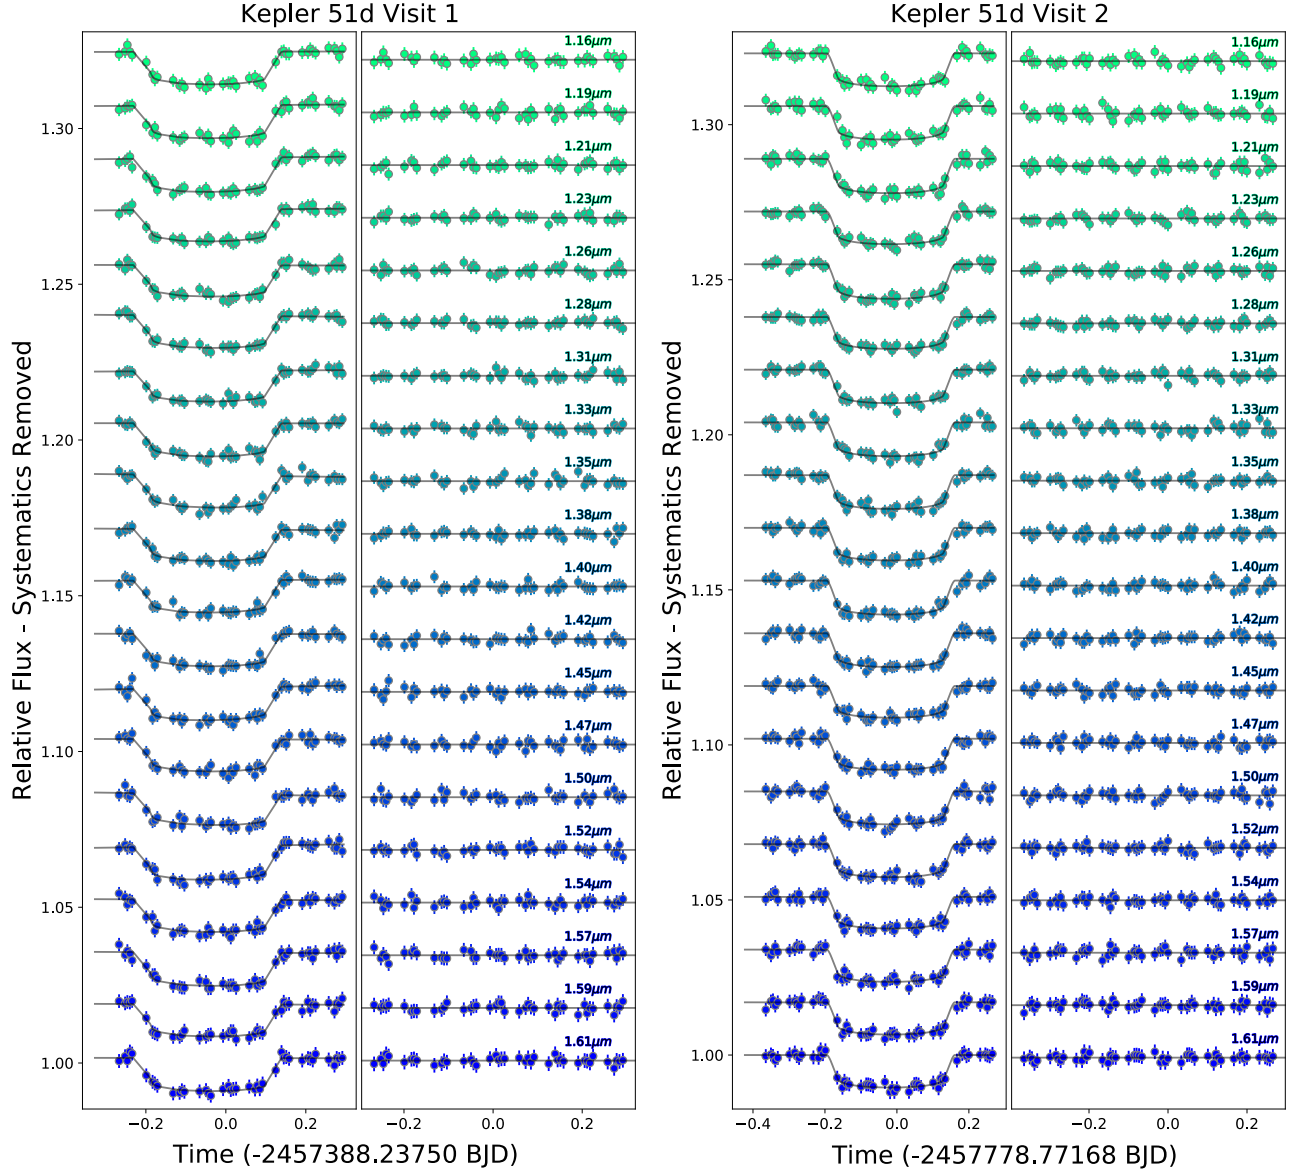 Kepler 51d Visit 1
Kepler 51d Visit 2
Relative Flux - Systematics Removed
1.30
1.25
1.20
1.15
1.10
1.05
1.00
1.16μm
1.19μm
1.21μm
1.23μm
1.26μm
1.28μm
1.31μm
1.33μm
1.35μm
1.38μm
1.40μm
1.42μm
1.45μm
1.47μm
1.50μm
1.52μm
1.54μm
1.57μm
1.59μm
1.61μm
−0.2 0.0 0.2 −0.2 0.0 0.2
Time (-2457388.23750 BJD)
Relative Flux - Systematics Removed
1.30
1.25
1.20
1.15
1.10
1.05
1.00
1.16μm
1.19μm
1.21μm
1.23μm
1.26μm
1.28μm
1.31μm
1.33μm
1.35μm
1.38μm
1.40μm
1.42μm
1.45μm
1.47μm
1.50μm
1.52μm
1.54μm
1.57μm
1.59μm
1.61μm
−0.4 −0.2 0.0 0.2 −0.2 0.0 0.2
Time (-2457778.77168 BJD)